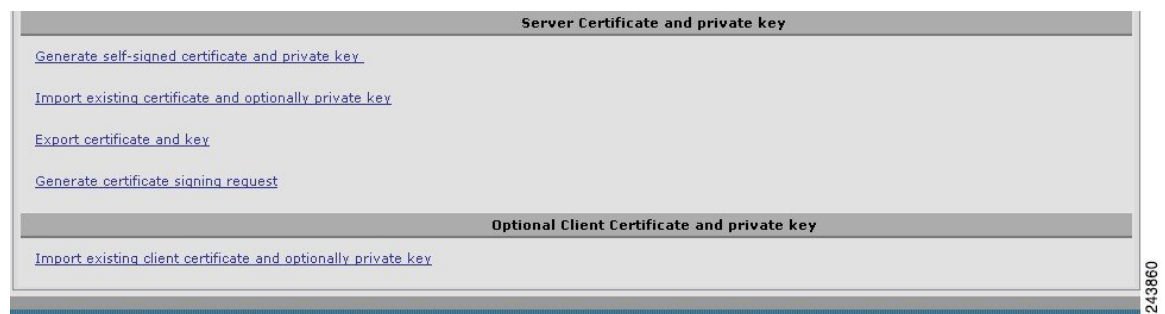 Server Certificate and private key
Generate self-signed certificate and private key
Import existing certificate and optionally private key
Export certificate and key
Generate certificate signing request
Optional Client Certificate and private key
Import existing client certificate and optionally private key
243860